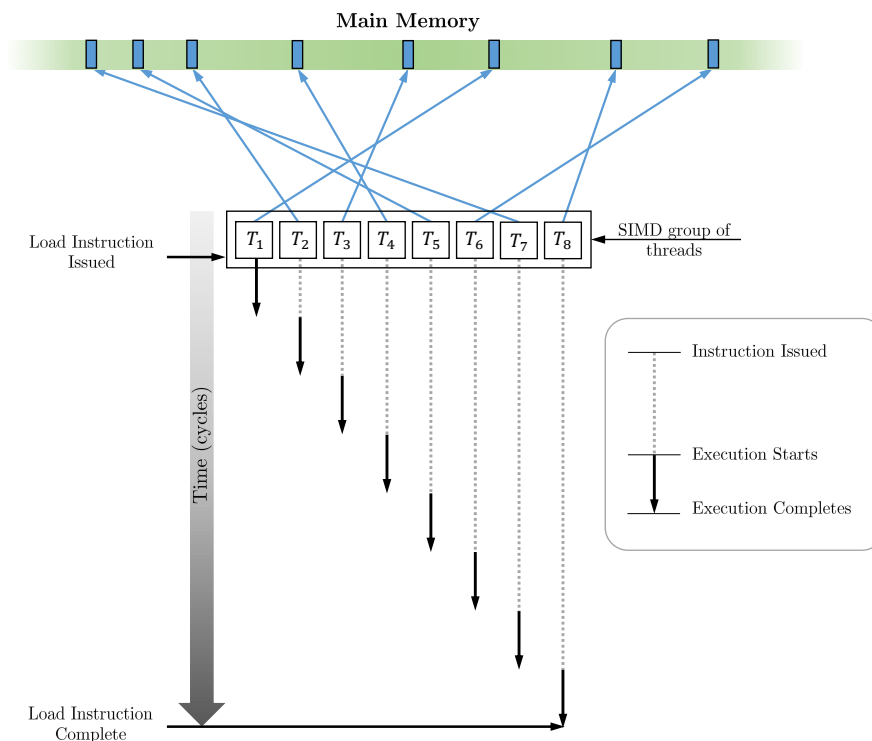 Main Memory
Load Instruction
Issued
T1 T2 T3 T4 T5 T6 T7 T8
SIMD group of
threads
Time (cycles)
Instruction Issued
Execution Starts
Execution Completes
Load Instruction
Complete